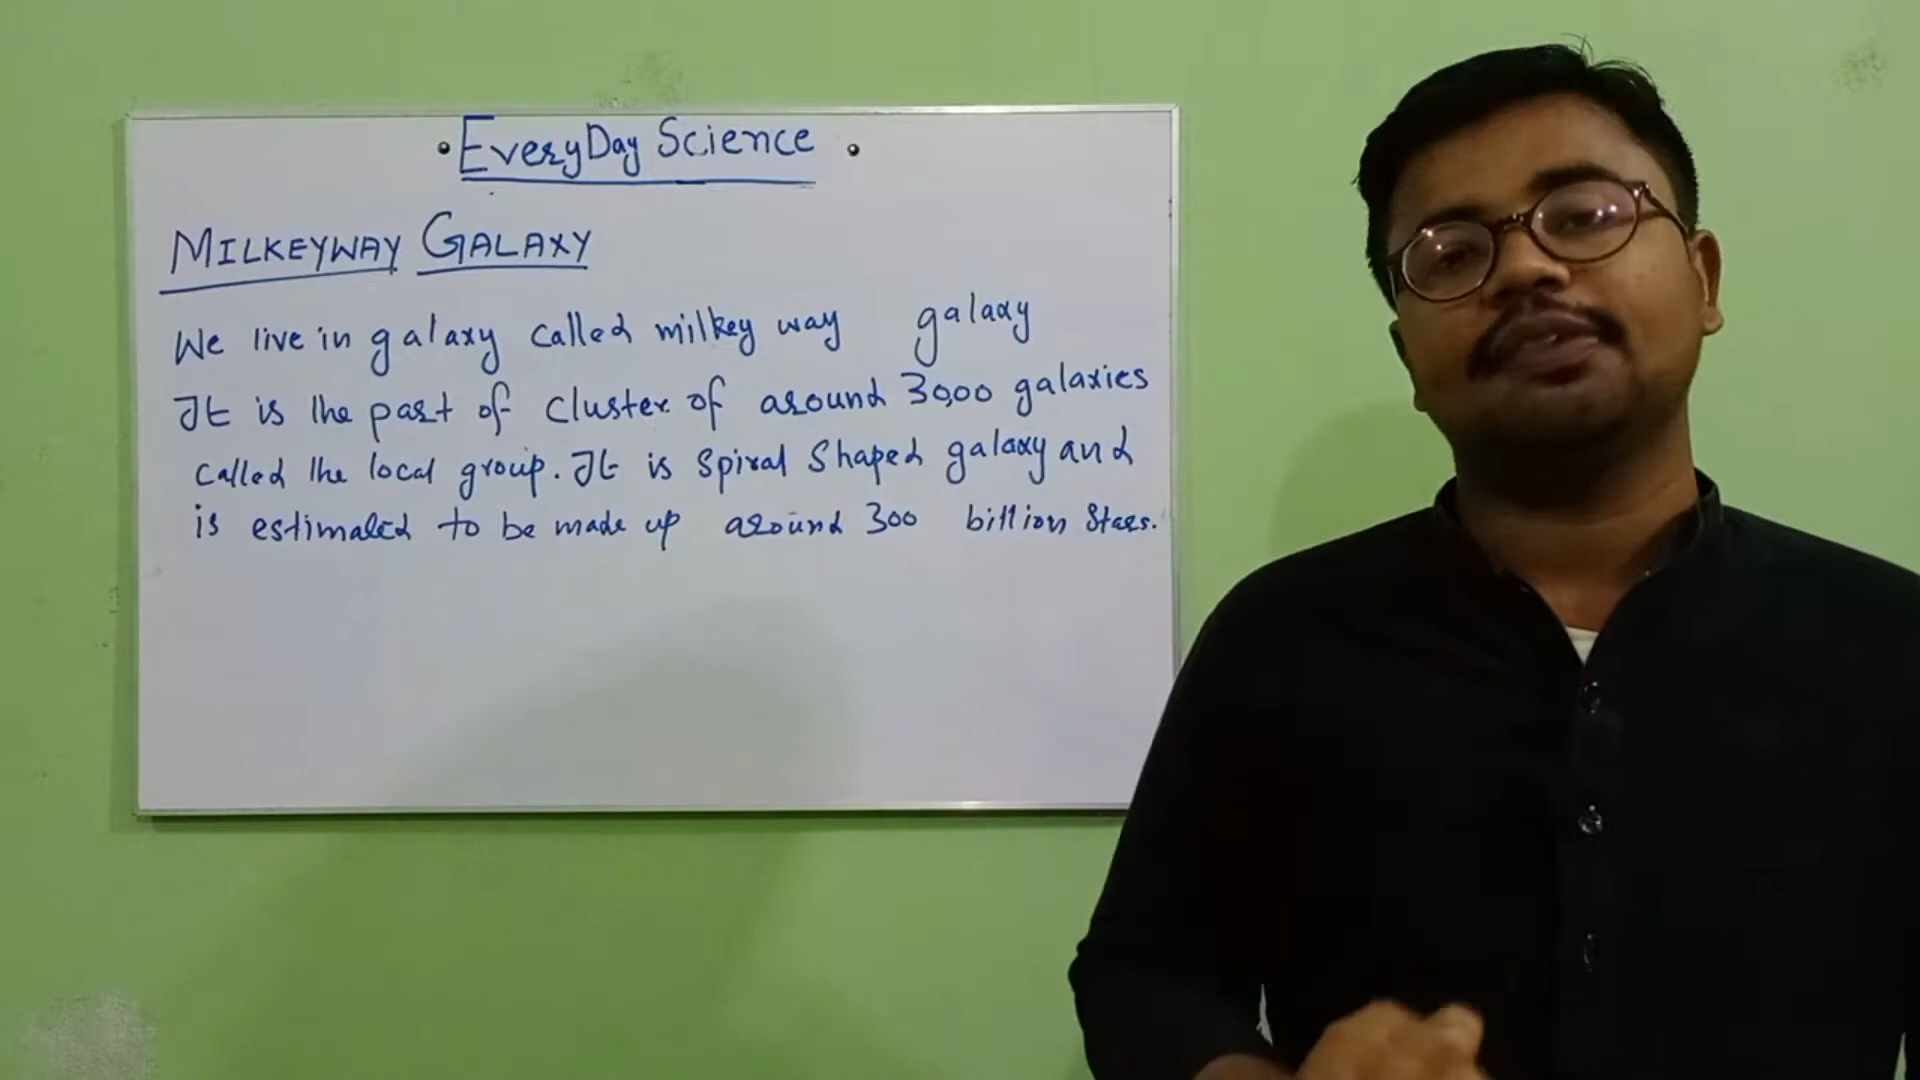 EveryDay Science
MILKEYWAY GALAXY
We live in galaxy called milkey way galaxy
It is the part of cluster of around 30,00 galaxies
called the local group. It is spiral shaped galaxy and
is estimated to be made up around 300 billion stars.